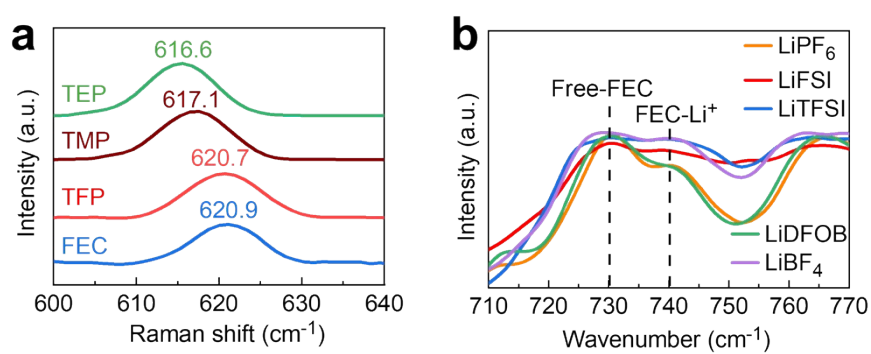 a
616.6
TEP
617.1
TMP
620.7
TFP
620.9
FEC
Intensity (a.u.)
600 610 620 630 640
Raman shift (cm-1)
b
LiPF6
LiFSI
LiTFSI
Free-FEC
FEC-Li+
LiDFOB
LiBF4
Intensity (a.u.)
710 720 730 740 750 760 770
Wavenumber (cm-1)